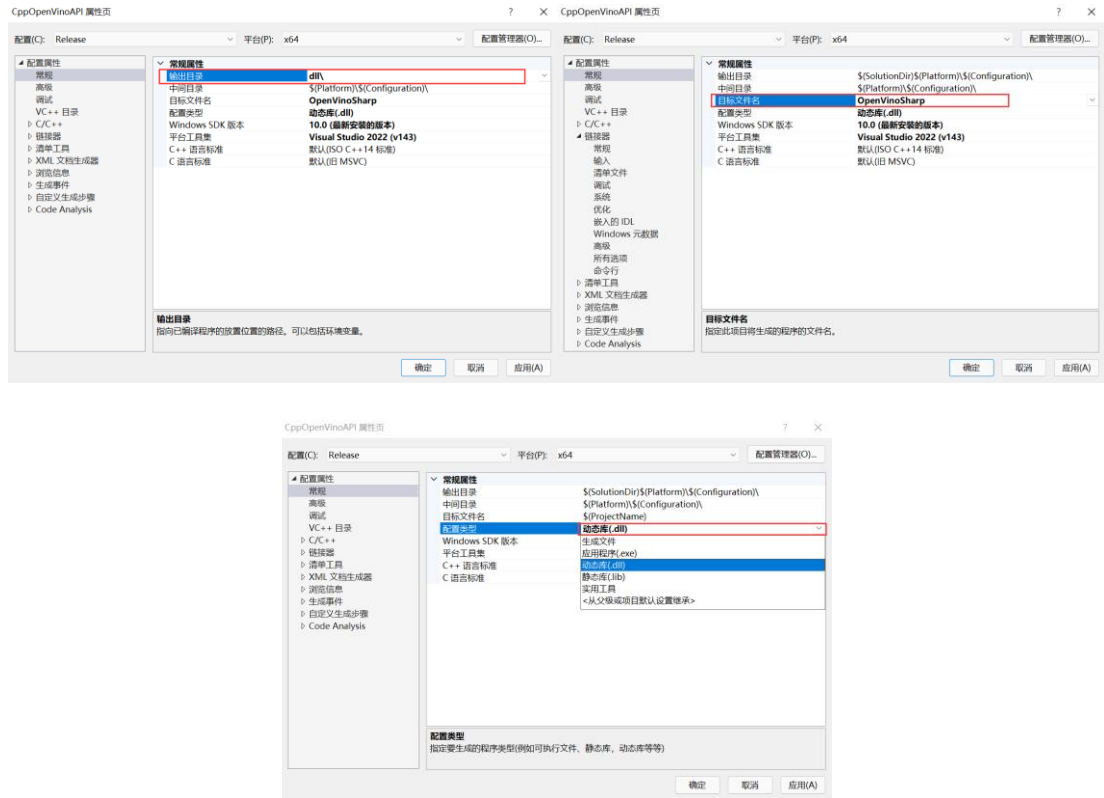 CppOpenVinoAPI 属性页 ? ×
配置(C): Release 平台(P): x64 配置管理器(O)...
配置属性
常规
高级
调试
VC++ 目录
C/C++
链接器
清单工具
XML 文档生成器
浏览信息
生成事件
自定义生成步骤
Code Analysis
常规属性
输出目录 dll\
中间目录 $(Platform)\$(Configuration)\
目标文件名 OpenVinoSharp
配置类型 动态库(.dll)
Windows SDK 版本 10.0 (最新安装的版本)
平台工具集 Visual Studio 2022 (v143)
C++ 语言标准 默认(ISO C++14 标准)
C 语言标准 默认(旧 MSVC)
输出目录
指向已编译程序的放置位置的路径。可以包括环境变量。
确定 取消 应用(A)
CppOpenVinoAPI 属性页 ? ×
配置(C): Release 平台(P): x64 配置管理器(O)...
配置属性
常规
高级
调试
VC++ 目录
C/C++
链接器
常规
输入
清单文件
调试
系统
优化
嵌入的 IDL
Windows 元数据
高级
所有选项
命令行
清单工具
XML 文档生成器
浏览信息
生成事件
自定义生成步骤
Code Analysis
常规属性
输出目录 $(SolutionDir)$(Platform)\$(Configuration)\
中间目录 $(Platform)\$(Configuration)\
目标文件名 OpenVinoSharp
配置类型 动态库(.dll)
Windows SDK 版本 10.0 (最新安装的版本)
平台工具集 Visual Studio 2022 (v143)
C++ 语言标准 默认(ISO C++14 标准)
C 语言标准 默认(旧 MSVC)
目标文件名
指定此项目将生成的程序的文件名。
确定 取消 应用(A)
CppOpenVinoAPI 属性页 ? ×
配置(C): Release 平台(P): x64 配置管理器(O)...
配置属性
常规
高级
调试
VC++ 目录
C/C++
链接器
清单工具
XML 文档生成器
浏览信息
生成事件
自定义生成步骤
Code Analysis
常规属性
输出目录 $(SolutionDir)$(Platform)\$(Configuration)\
中间目录 $(Platform)\$(Configuration)\
目标文件名 $(ProjectName)
配置类型 动态库(.dll)
Windows SDK 版本 生成文件
平台工具集 应用程序(.exe)
C++ 语言标准 动态库(.dll)
C 语言标准 静态库(.lib)
实用工具
<从父级或项目默认设置继承>
配置类型
指定要生成的程序类型(例如可执行文件、静态库，动态库等等)
确定 取消 应用(A)